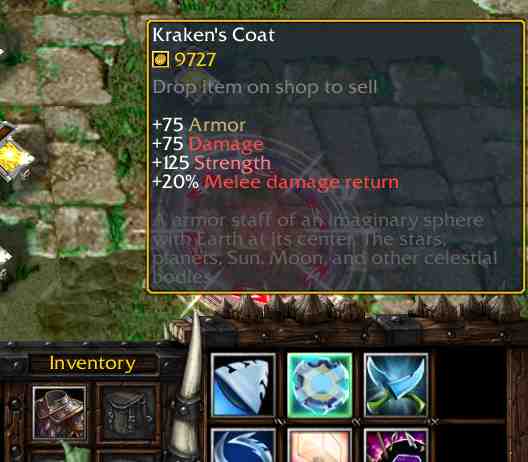 Kraken's Coat
9727
Drop item on shop to sell
+75 Armor
+75 Damage
+125 Strength
+20% Melee damage return
A armor staff of an imaginary sphere
with Earth at its center. The stars,
planets, Sun, Moon, and other celestial
bodies
Inventory